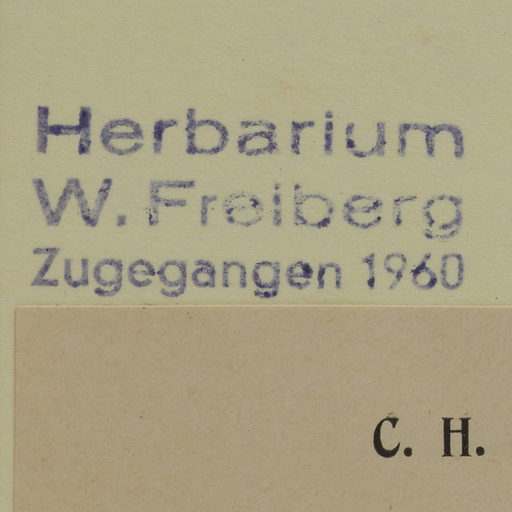 Herbarium
W. Freiberg
Zugegangen 1960
C. H.